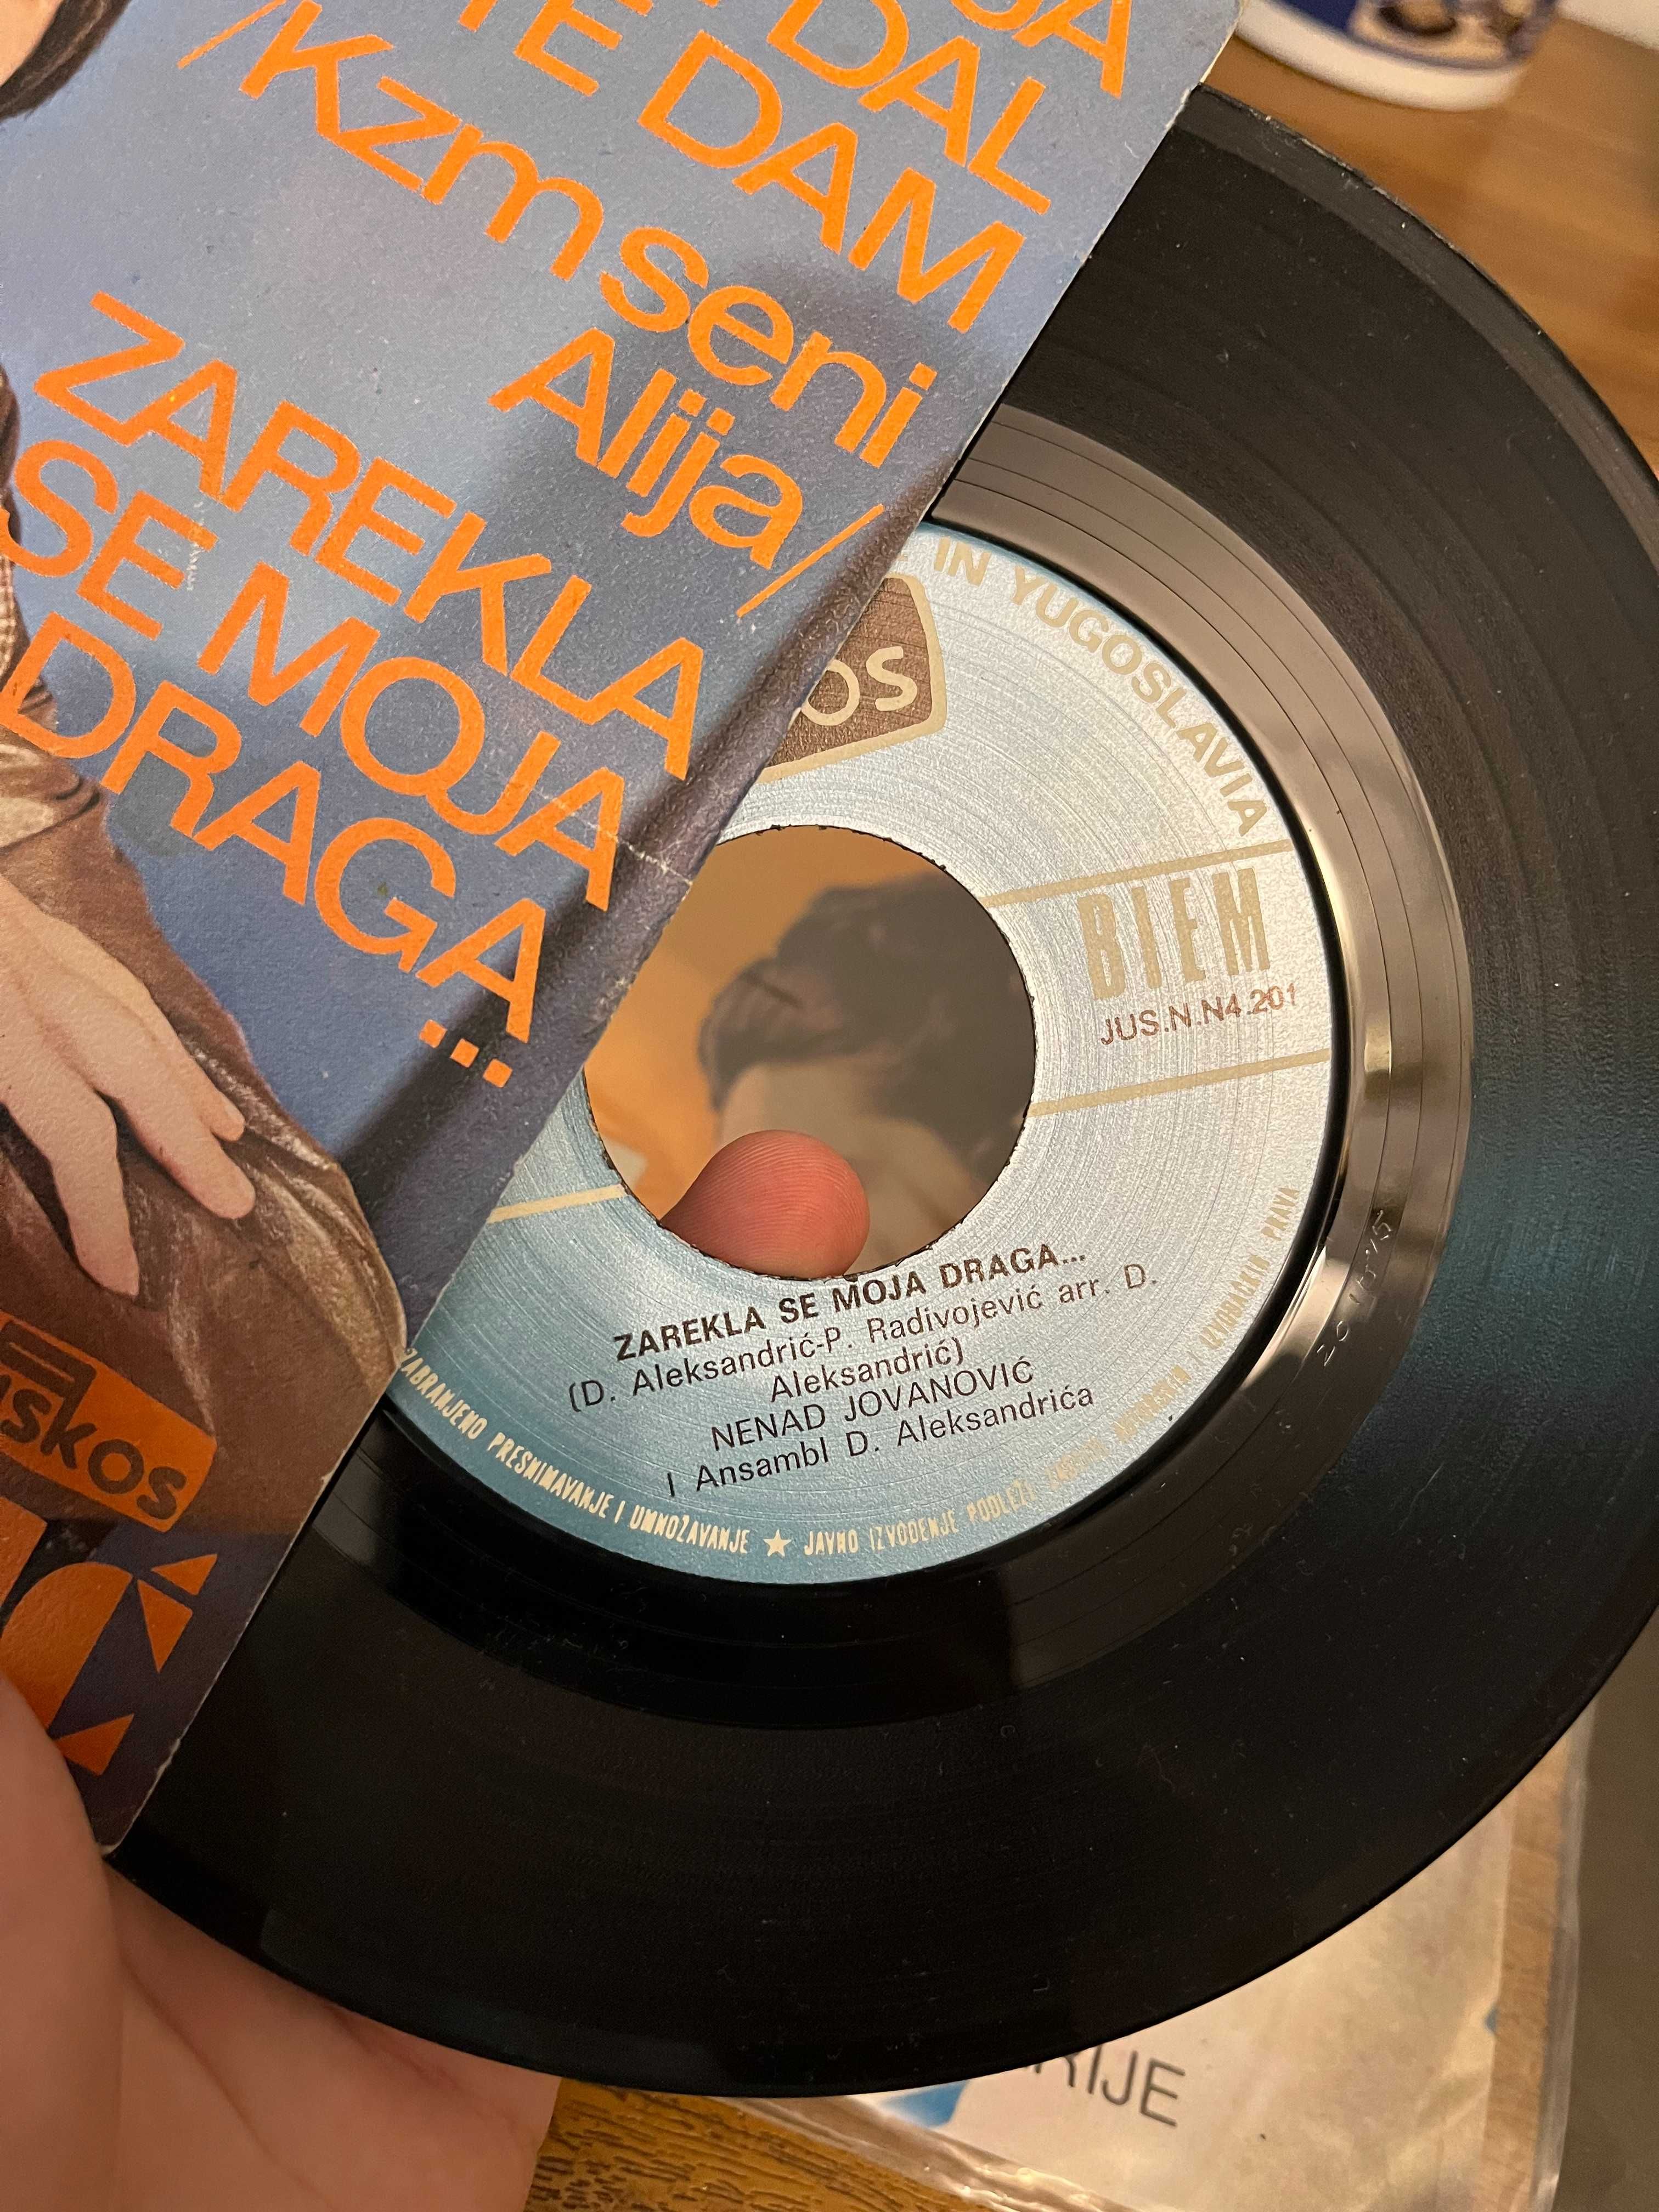 DAL
TE DAM
/Kzm seni
Alija/
ZAREKLA
SE MOJA
DRAGA...
IN YUGOSLAVIA
BIEM
JUS.N.N4.201
ZAREKLA SE MOJA DRAGA...
(D. Aleksandrić-P. Radivojević arr. D.
Aleksandrić)
NENAD JOVANOVIĆ
I Ansambl D. Aleksandrića
ZABRANJENO PRESNIMAVANJE I UMNOŽAVANJE ★ JAVNO IZVOĐENJE PODLEŽE
PRAVA